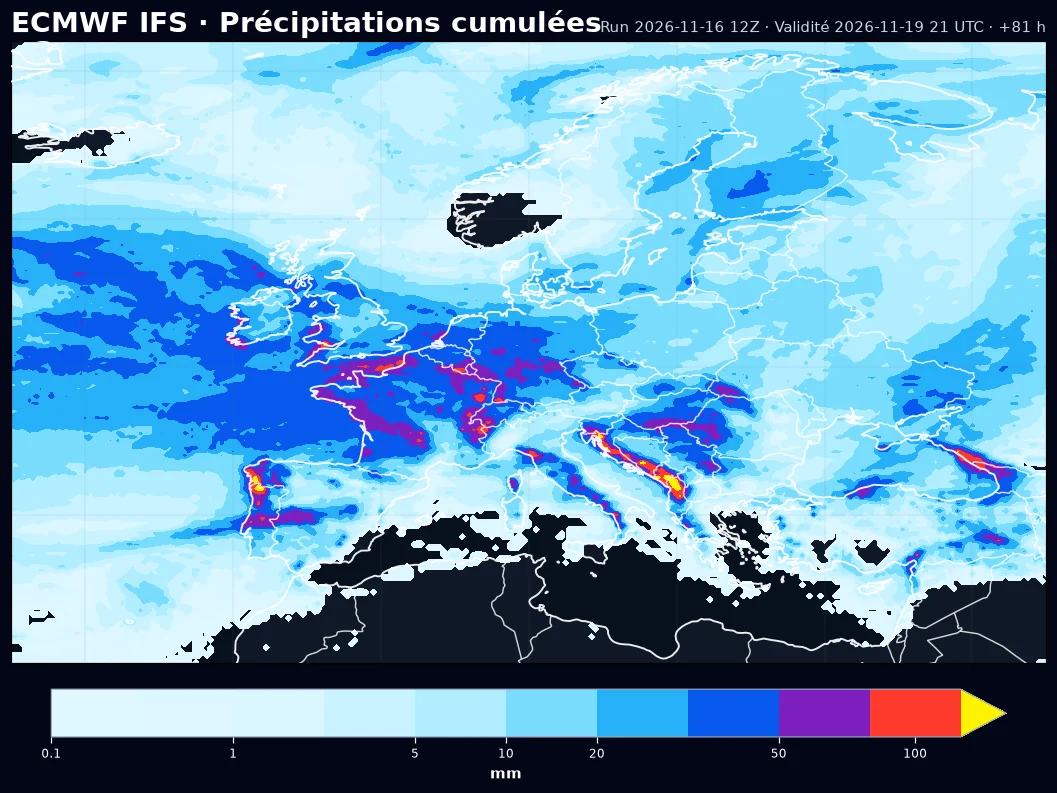 ECMWF IFS · Précipitations cumulées
Run 2026-11-16 12Z · Validité 2026-11-19 21 UTC · +81 h
0.1 1 5 10 20 50 100
mm